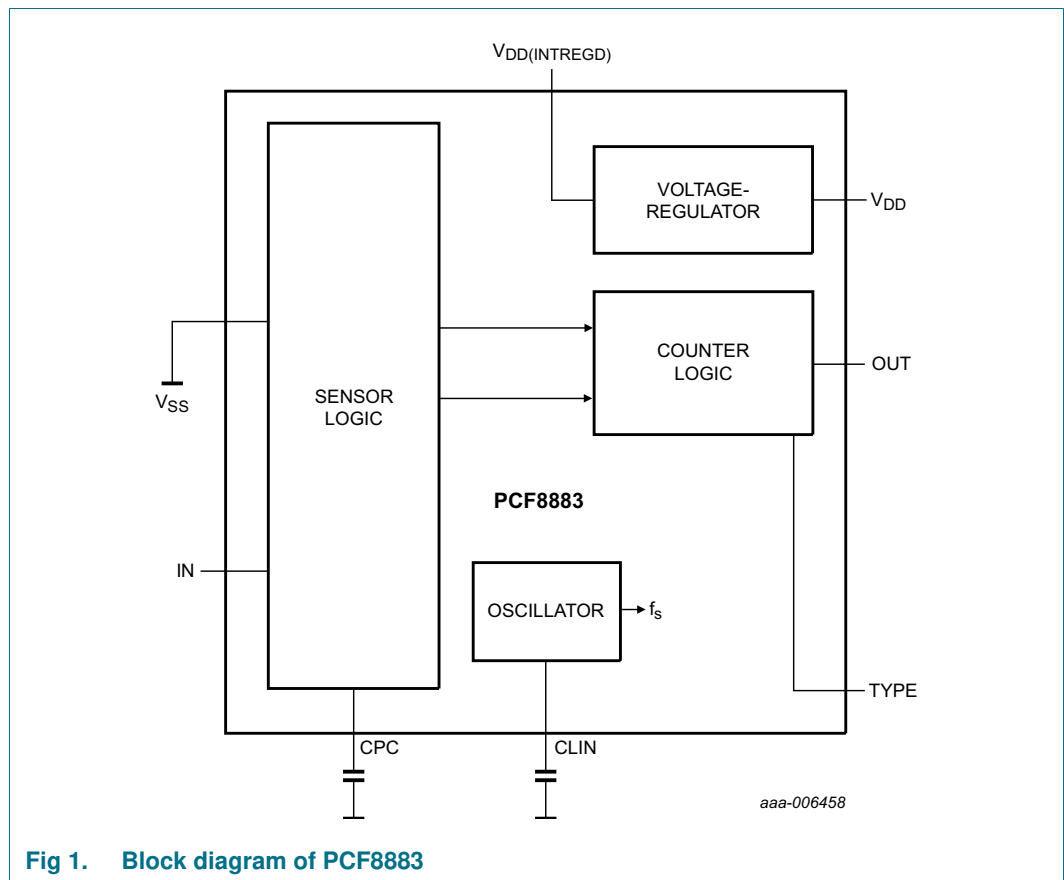 VDD(INTREGD)
VOLTAGE-
REGULATOR
VDD
COUNTER
LOGIC
OUT
SENSOR
LOGIC
VSS
PCF8883
IN
OSCILLATOR
fs
TYPE
CPC
CLIN
aaa-006458
Fig 1. Block diagram of PCF8883